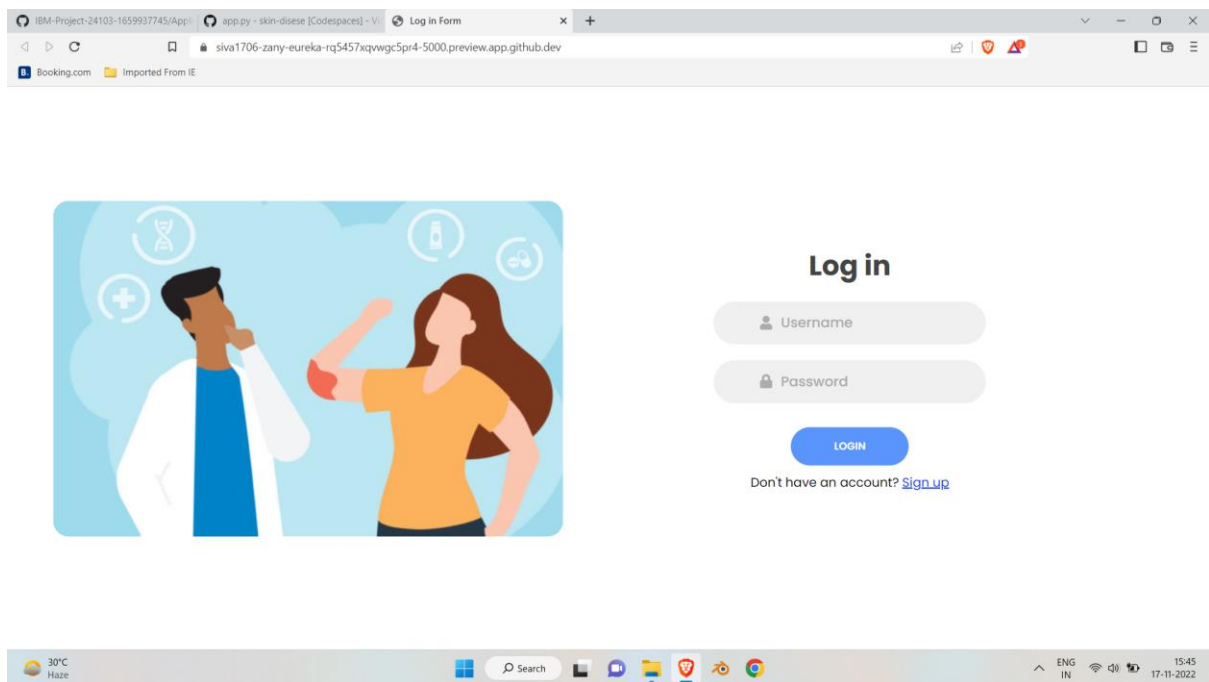 IBM-Project-24103-1659937745/Appli
app.py - skin-disese [Codespaces] - Vi
Log in Form
siva1706-zany-eureka-rq5457xqvwgc5pr4-5000.preview.app.github.dev
B.
Booking.com
Imported From IE
Log in
Username
Password
LOGIN
Don't have an account? Sign up
30°C
Haze
Search
ENG
IN
15:45
17-11-2022